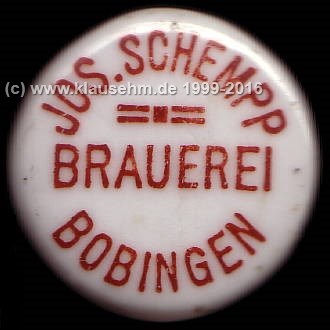 JOS. SCHEMPP
(c) www.klausehm.de 1999-2016
BRAUEREI
BOBINGEN